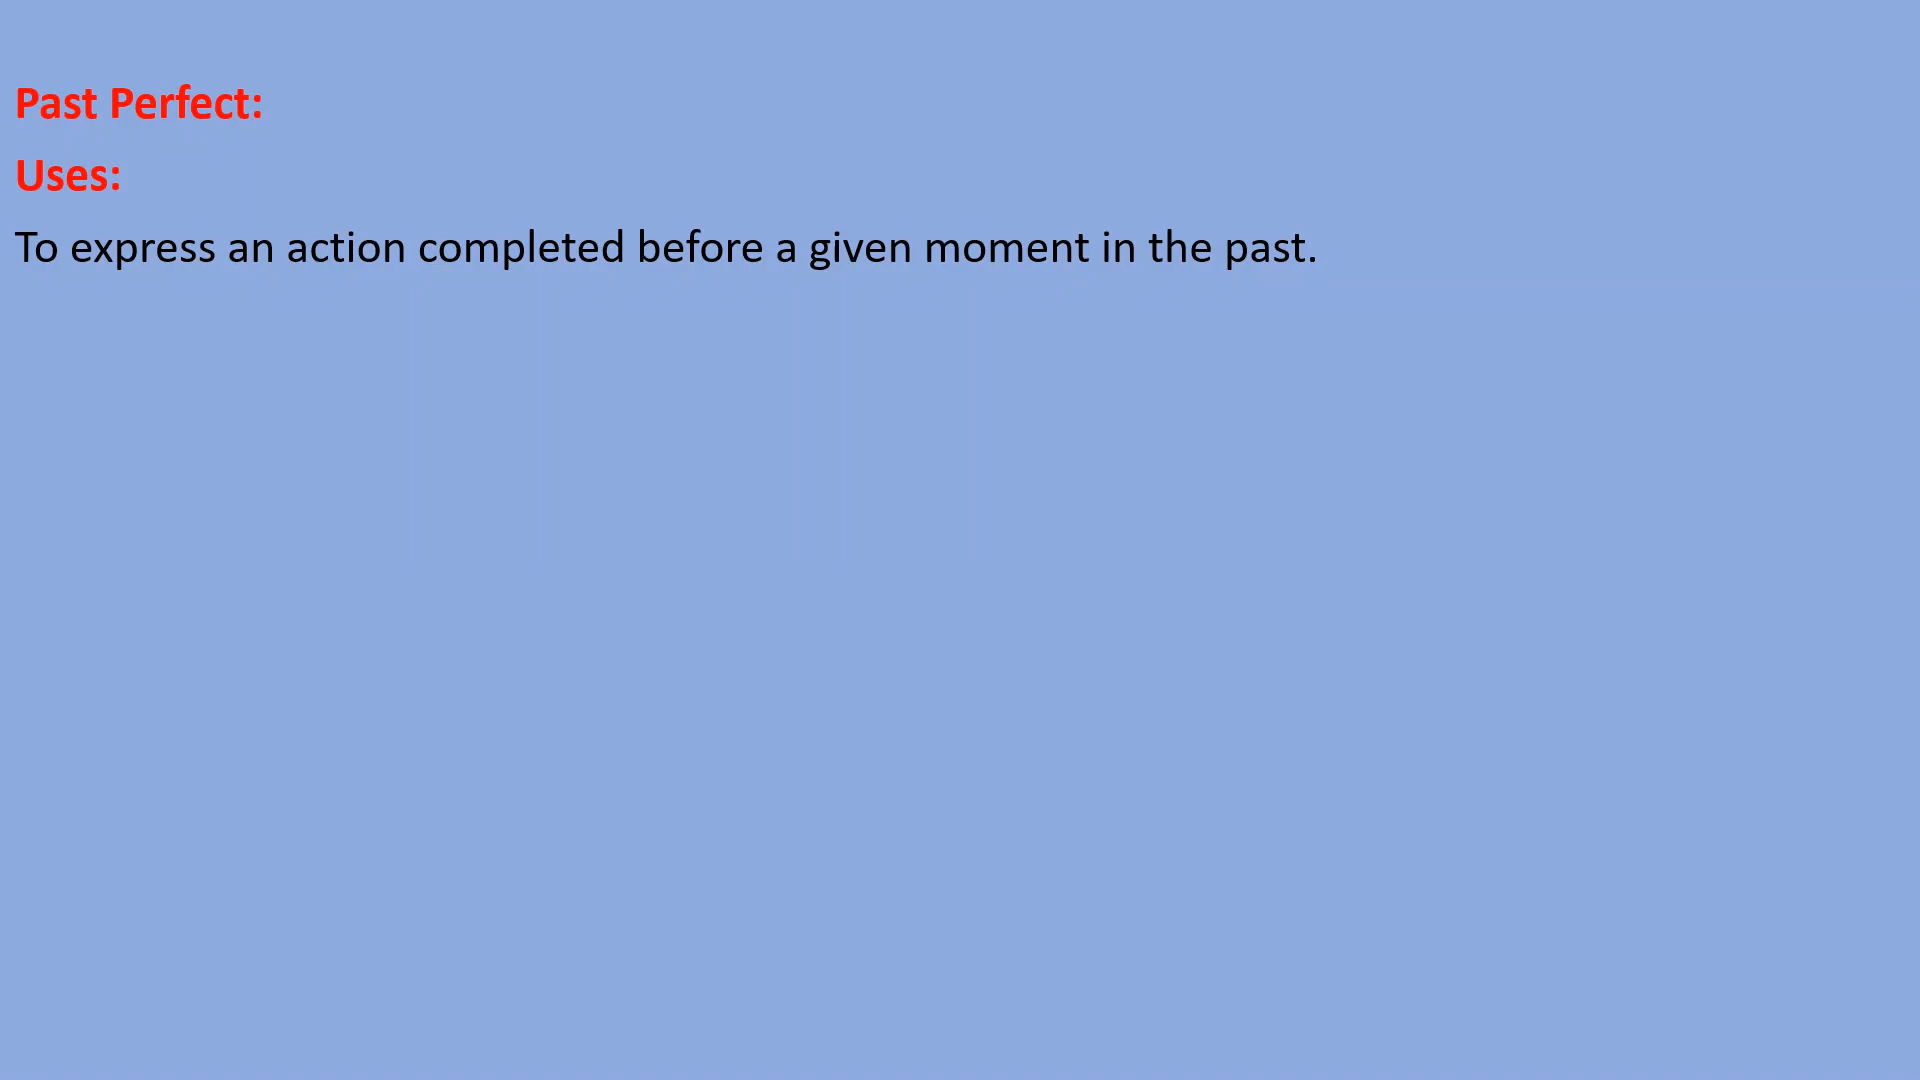 Past Perfect:
Uses:
To express an action completed before a given moment in the past.